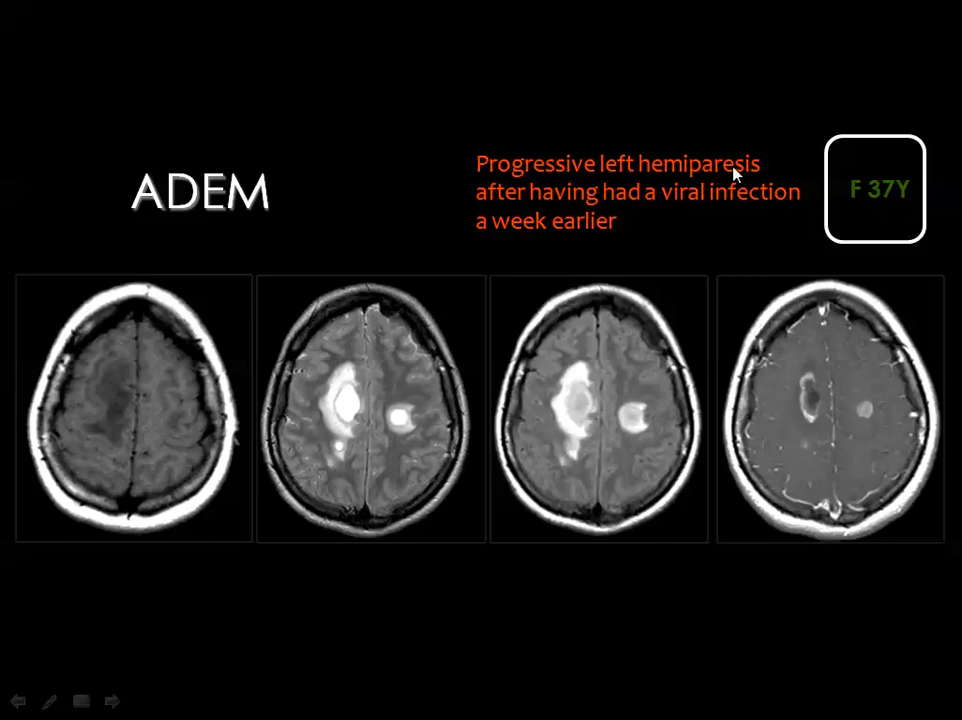 ADEM
Progressive left hemiparesis
after having had a viral infection
a week earlier
F 37Y